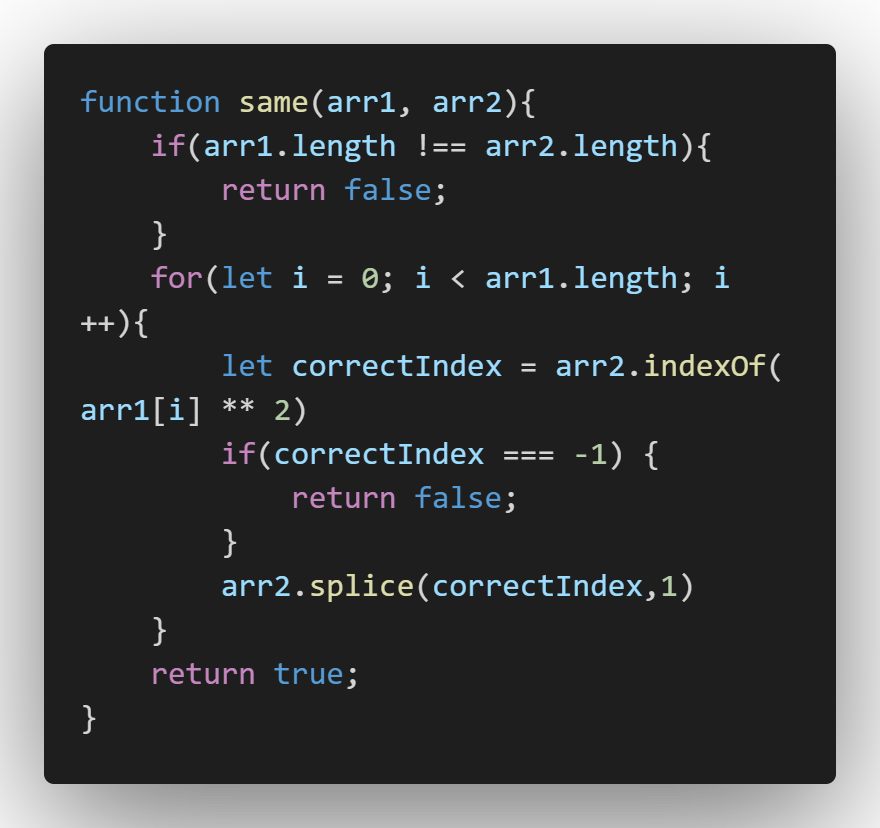 function same(arr1, arr2){
    if(arr1.length !== arr2.length){
        return false;
    }
    for(let i = 0; i < arr1.length; i
++){
        let correctIndex = arr2.indexOf(
arr1[i] ** 2)
        if(correctIndex === -1) {
            return false;
        }
        arr2.splice(correctIndex,1)
    }
    return true;
}